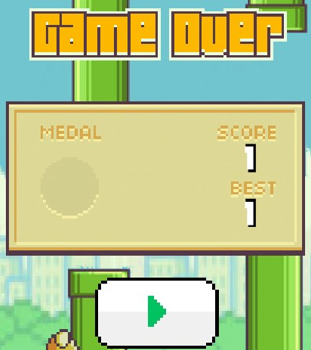 Game Over
MEDAL
SCORE
1
BEST
1